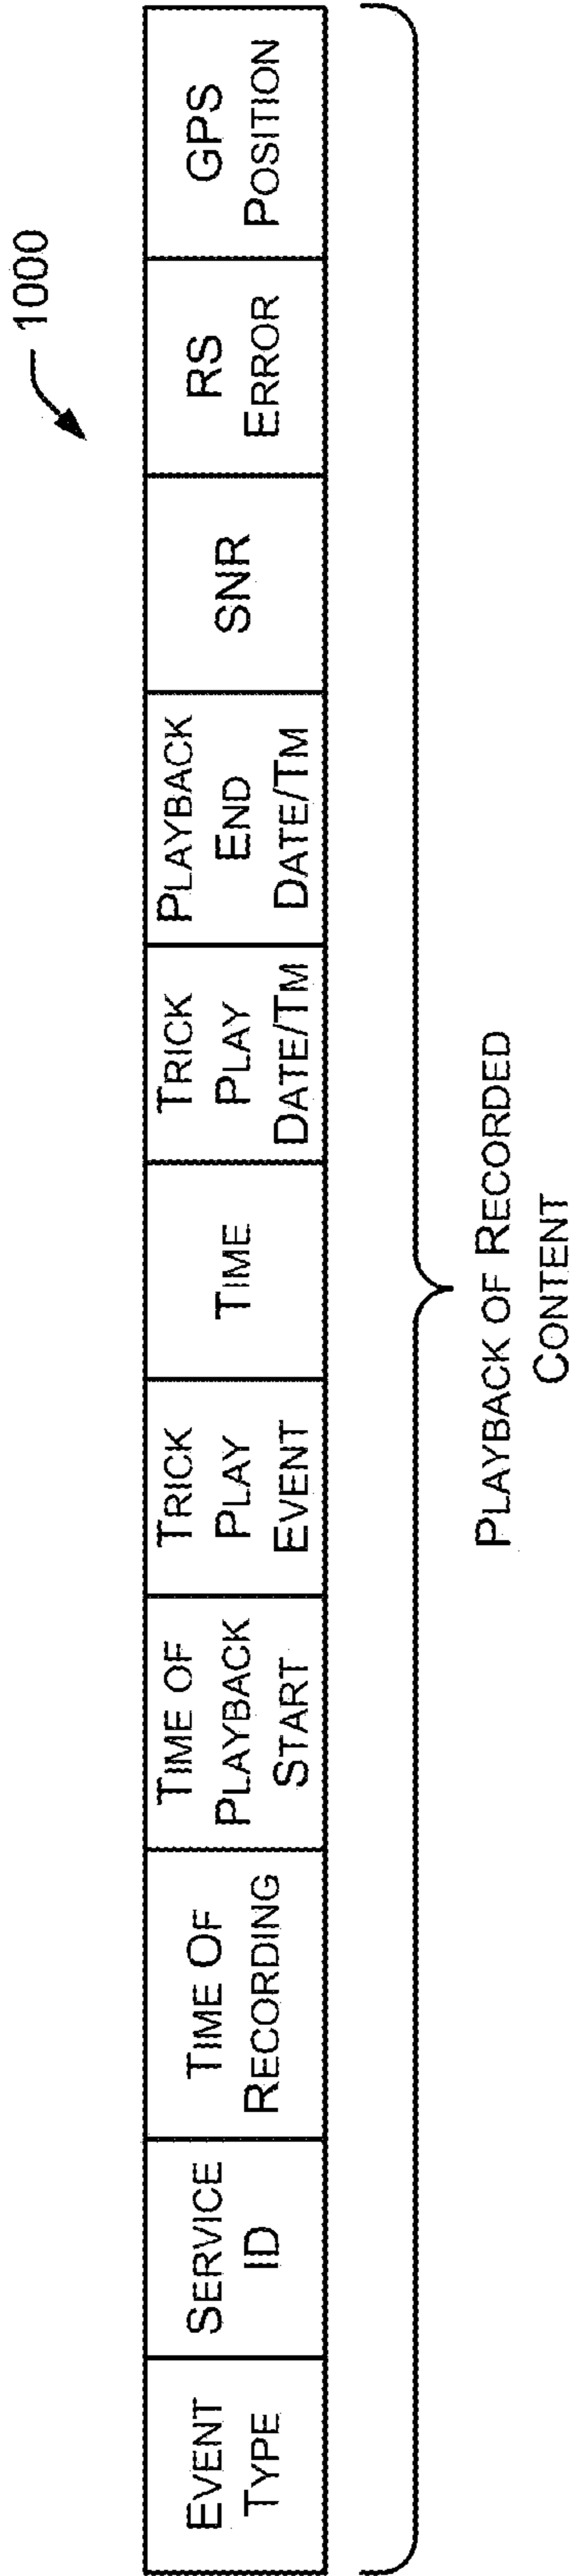 1000
EVENT
TYPE
SERVICE
ID
TIME OF
RECORDING
TIME OF
PLAYBACK
START
TRICK
PLAY
EVENT
TIME
TRICK
PLAY
DATE/TM
PLAYBACK
END
DATE/TM
SNR
RS
ERROR
GPS
POSITION
PLAYBACK OF RECORDED
CONTENT